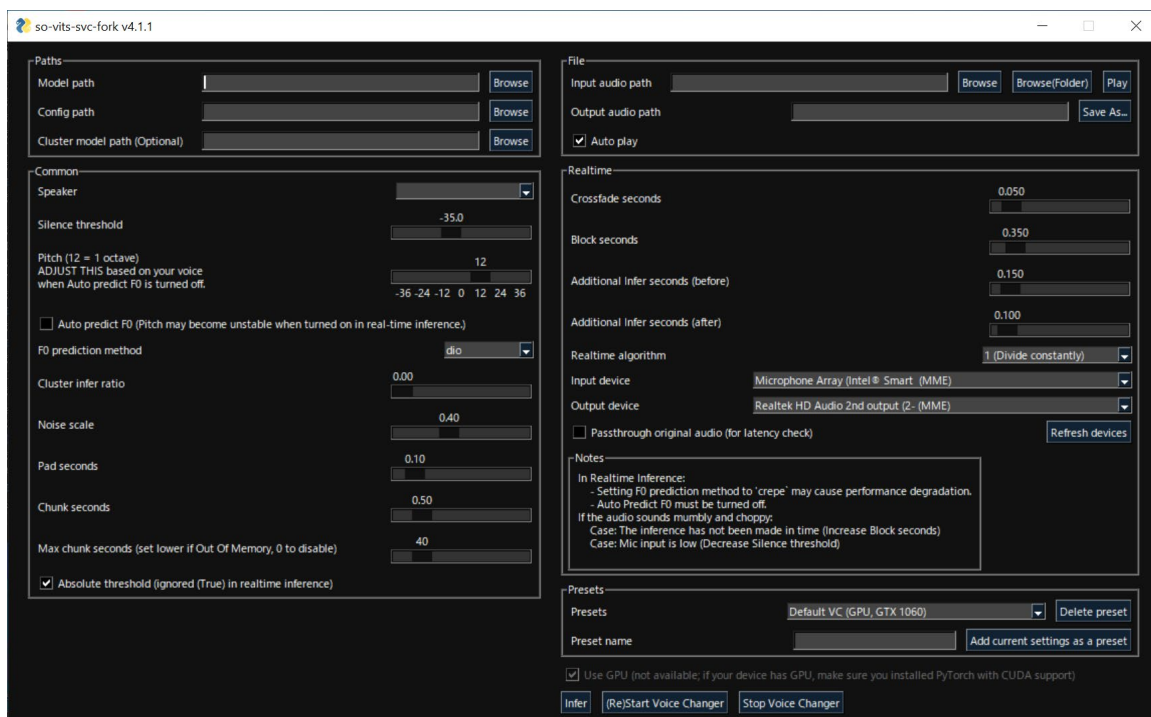 so-vits-svc-fork v4.1.1
Paths
Model path
Browse
Config path
Browse
Cluster model path (Optional)
Browse
Common
Speaker
Silence threshold
-35.0
Pitch (12 = 1 octave)
ADJUST THIS based on your voice
when Auto predict F0 is turned off.
12
-36 -24 -12 0 12 24 36
Auto predict F0 (Pitch may become unstable when turned on in real-time inference.)
F0 prediction method
dio
Cluster infer ratio
0.00
Noise scale
0.40
Pad seconds
0.10
Chunk seconds
0.50
Max chunk seconds (set lower if Out Of Memory, 0 to disable)
40
Absolute threshold (ignored (True) in realtime inference)
File
Input audio path
Browse
Browse(Folder)
Play
Output audio path
Save As...
Auto play
Realtime
Crossfade seconds
0.050
Block seconds
0.350
Additional Infer seconds (before)
0.150
Additional Infer seconds (after)
0.100
Realtime algorithm
1 (Divide constantly)
Input device
Microphone Array (Intel® Smart (MME)
Output device
Realtek HD Audio 2nd output (2- (MME)
Passthrough original audio (for latency check)
Refresh devices
Notes
In Realtime Inference:
- Setting F0 prediction method to 'crepe` may cause performance degradation.
- Auto Predict F0 must be turned off.
If the audio sounds mumbly and choppy:
Case: The inference has not been made in time (Increase Block seconds)
Case: Mic input is low (Decrease Silence threshold)
Presets
Presets
Default VC (GPU, GTX 1060)
Delete preset
Preset name
Add current settings as a preset
Use GPU (not available; if your device has GPU, make sure you installed PyTorch with CUDA support)
Infer
(Re)Start Voice Changer
Stop Voice Changer